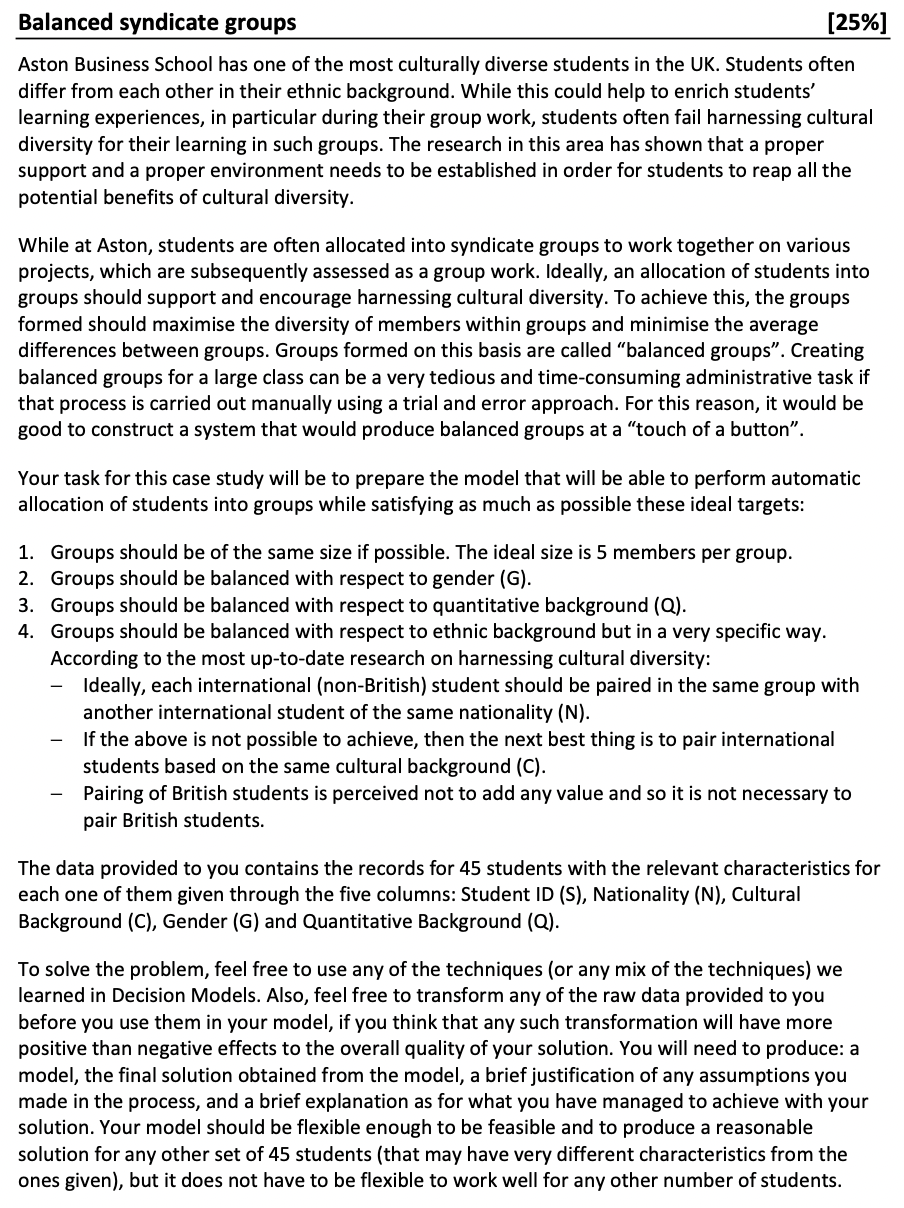 Balanced syndicate groups [25%]
Aston Business School has one of the most culturally diverse students in the UK. Students often
differ from each other in their ethnic background. While this could help to enrich students’
learning experiences, in particular during their group work, students often fail harnessing cultural
diversity for their learning in such groups. The research in this area has shown that a proper
support and a proper environment needs to be established in order for students to reap all the
potential benefits of cultural diversity.
While at Aston, students are often allocated into syndicate groups to work together on various
projects, which are subsequently assessed as a group work. Ideally, an allocation of students into
groups should support and encourage harnessing cultural diversity. To achieve this, the groups
formed should maximise the diversity of members within groups and minimise the average
differences between groups. Groups formed on this basis are called “balanced groups”. Creating
balanced groups for a large class can be a very tedious and time-consuming administrative task if
that process is carried out manually using a trial and error approach. For this reason, it would be
good to construct a system that would produce balanced groups at a “touch of a button”.
Your task for this case study will be to prepare the model that will be able to perform automatic
allocation of students into groups while satisfying as much as possible these ideal targets:
1. Groups should be of the same size if possible. The ideal size is 5 members per group.
2. Groups should be balanced with respect to gender (G).
3. Groups should be balanced with respect to quantitative background (Q).
4. Groups should be balanced with respect to ethnic background but in a very specific way.
According to the most up-to-date research on harnessing cultural diversity:
– Ideally, each international (non-British) student should be paired in the same group with
another international student of the same nationality (N).
– If the above is not possible to achieve, then the next best thing is to pair international
students based on the same cultural background (C).
– Pairing of British students is perceived not to add any value and so it is not necessary to
pair British students.
The data provided to you contains the records for 45 students with the relevant characteristics for
each one of them given through the five columns: Student ID (S), Nationality (N), Cultural
Background (C), Gender (G) and Quantitative Background (Q).
To solve the problem, feel free to use any of the techniques (or any mix of the techniques) we
learned in Decision Models. Also, feel free to transform any of the raw data provided to you
before you use them in your model, if you think that any such transformation will have more
positive than negative effects to the overall quality of your solution. You will need to produce: a
model, the final solution obtained from the model, a brief justification of any assumptions you
made in the process, and a brief explanation as for what you have managed to achieve with your
solution. Your model should be flexible enough to be feasible and to produce a reasonable
solution for any other set of 45 students (that may have very different characteristics from the
ones given), but it does not have to be flexible to work well for any other number of students.